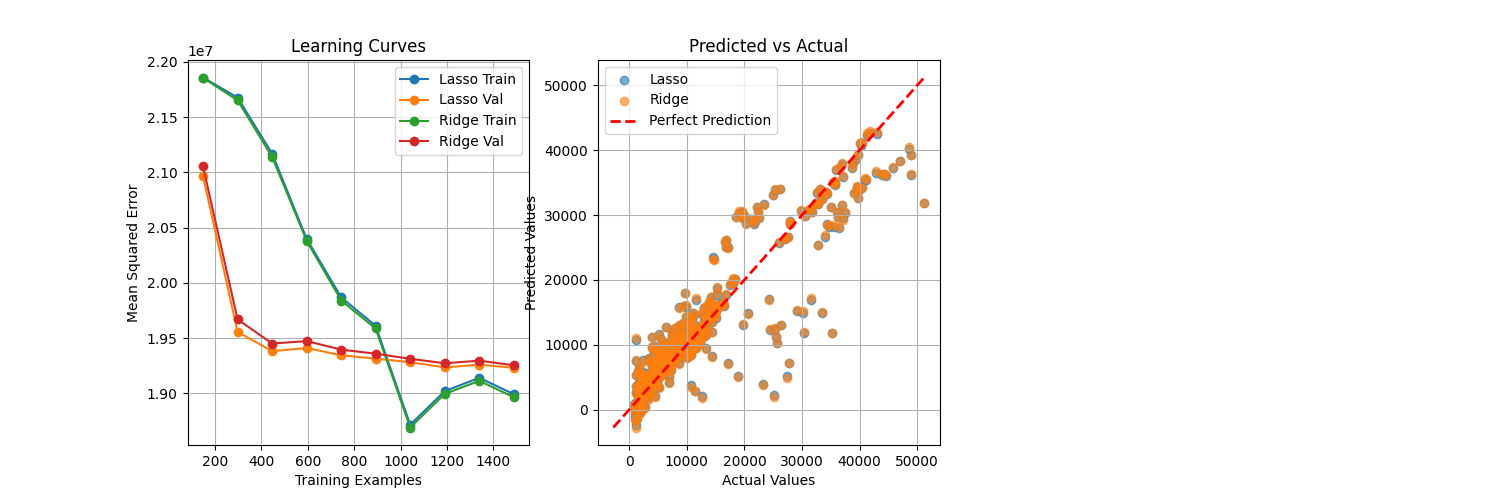 Learning Curves
1e7
2.20
2.15
2.10
2.05
2.00
1.95
1.90
Mean Squared Error
200 400 600 800 1000 1200 1400
Training Examples
Lasso Train
Lasso Val
Ridge Train
Ridge Val
Predicted vs Actual
50000
40000
30000
20000
10000
0
Predicted Values
0 10000 20000 30000 40000 50000
Actual Values
Lasso
Ridge
Perfect Prediction